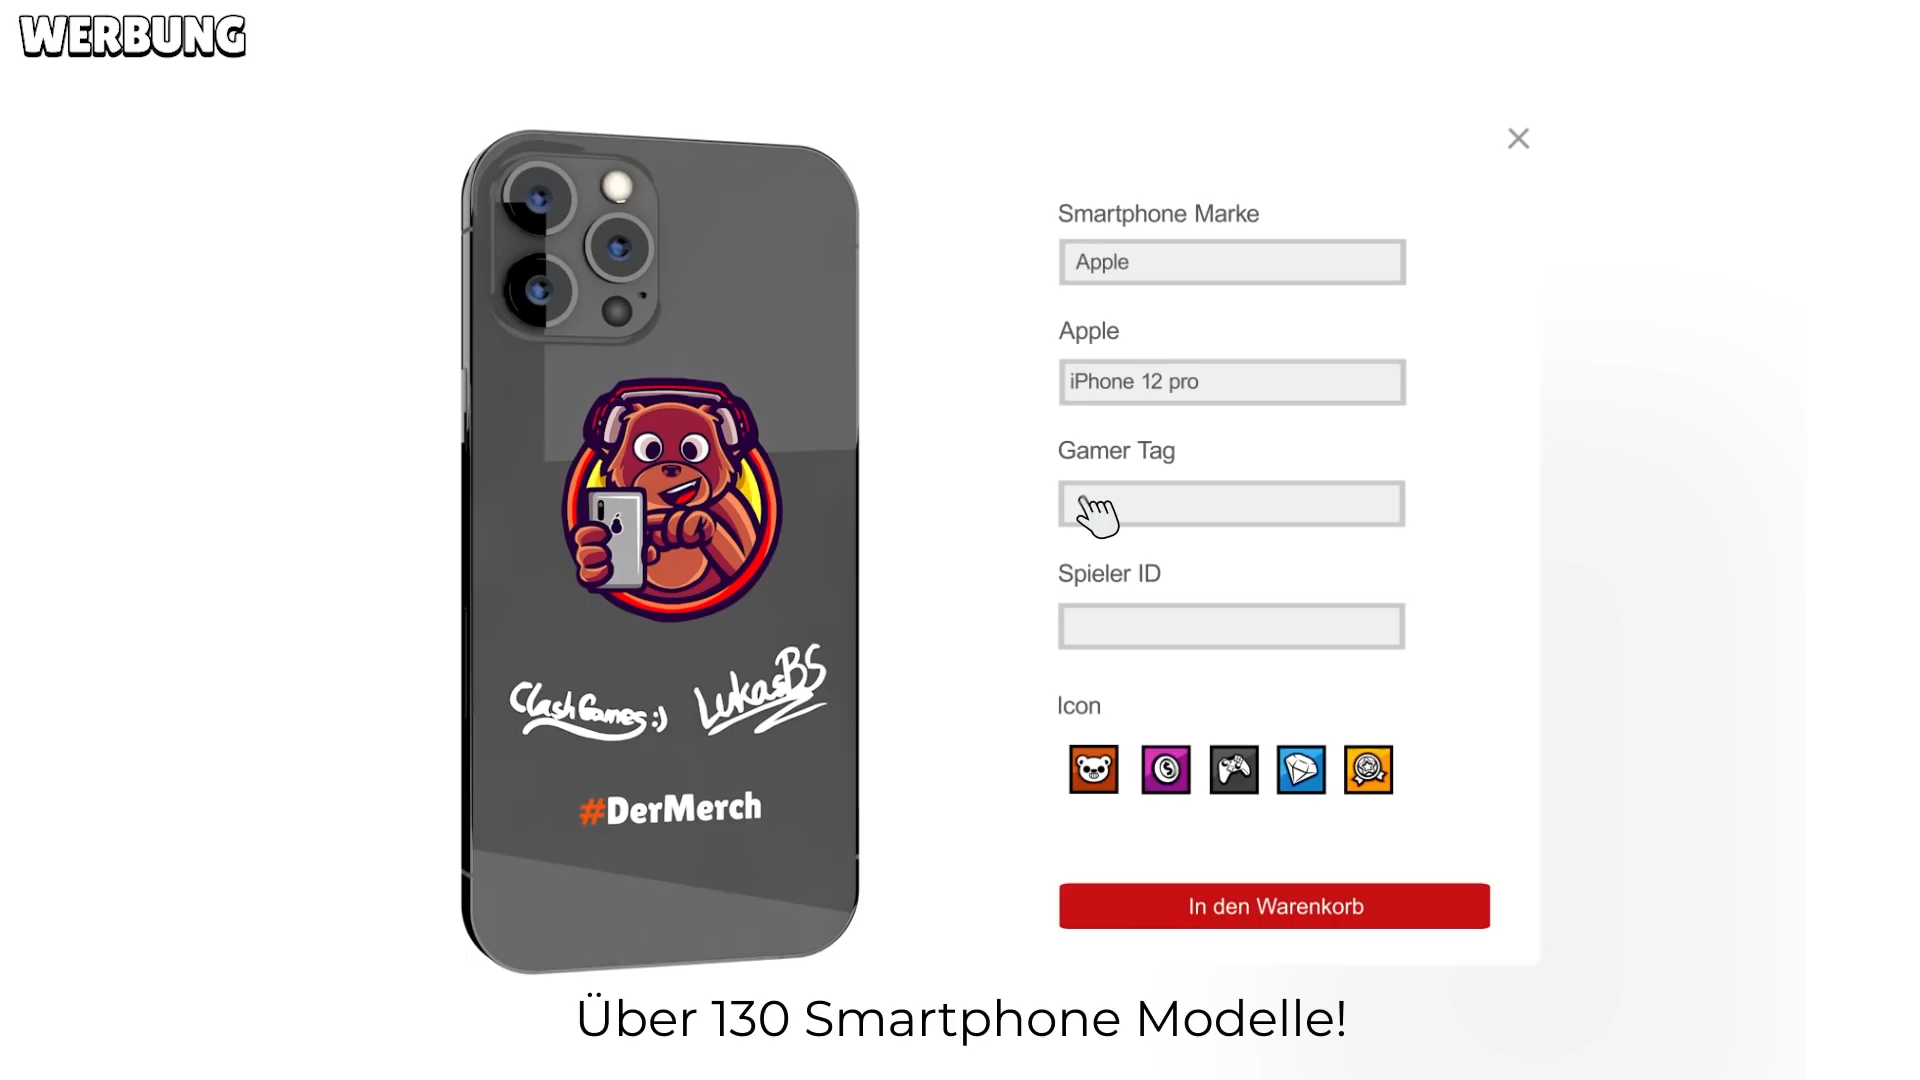 WERBUNG
Smartphone Marke
Apple
Apple
iPhone 12 pro
Gamer Tag
Spieler ID
Icon
In den Warenkorb
ClashGames:) LukasBS
#DerMerch
Über 130 Smartphone Modelle!